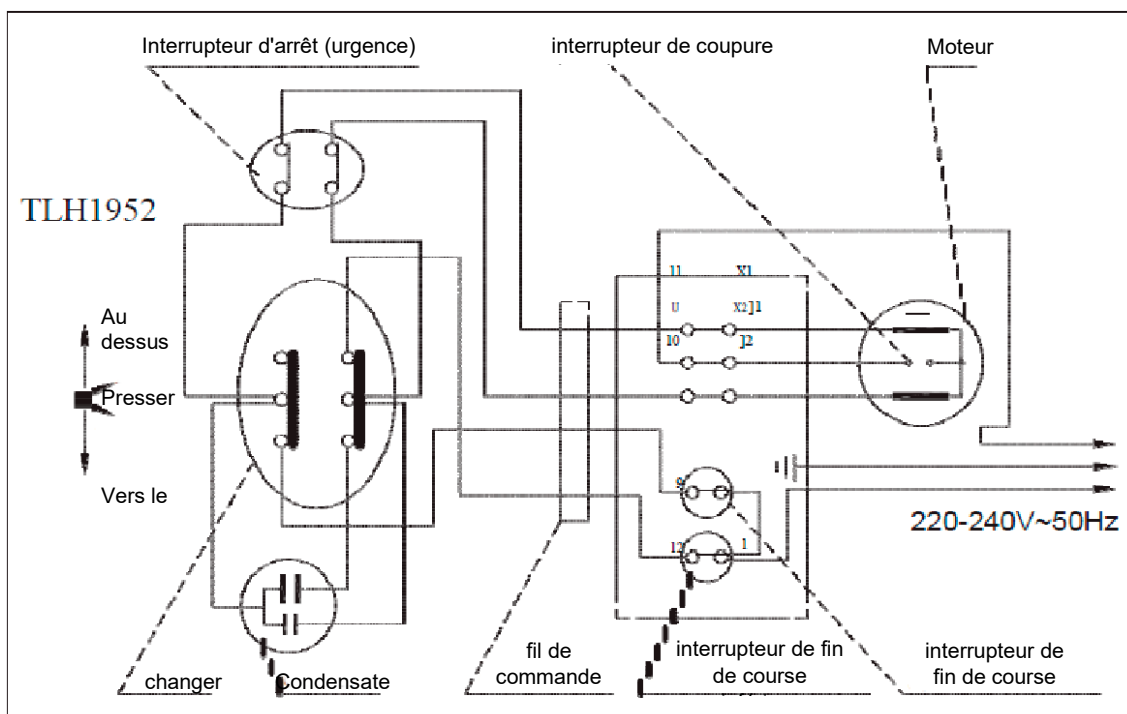 Interrupteur d'arrêt (urgence)
interrupteur de coupure
Moteur
TLH1952
11
X1
U
X2J1
10
J2
Au
dessus
Presser
Vers le
9
12
1
220-240V~50Hz
changer
Condensate
fil de
commande
interrupteur de fin
de course
interrupteur de
fin de course